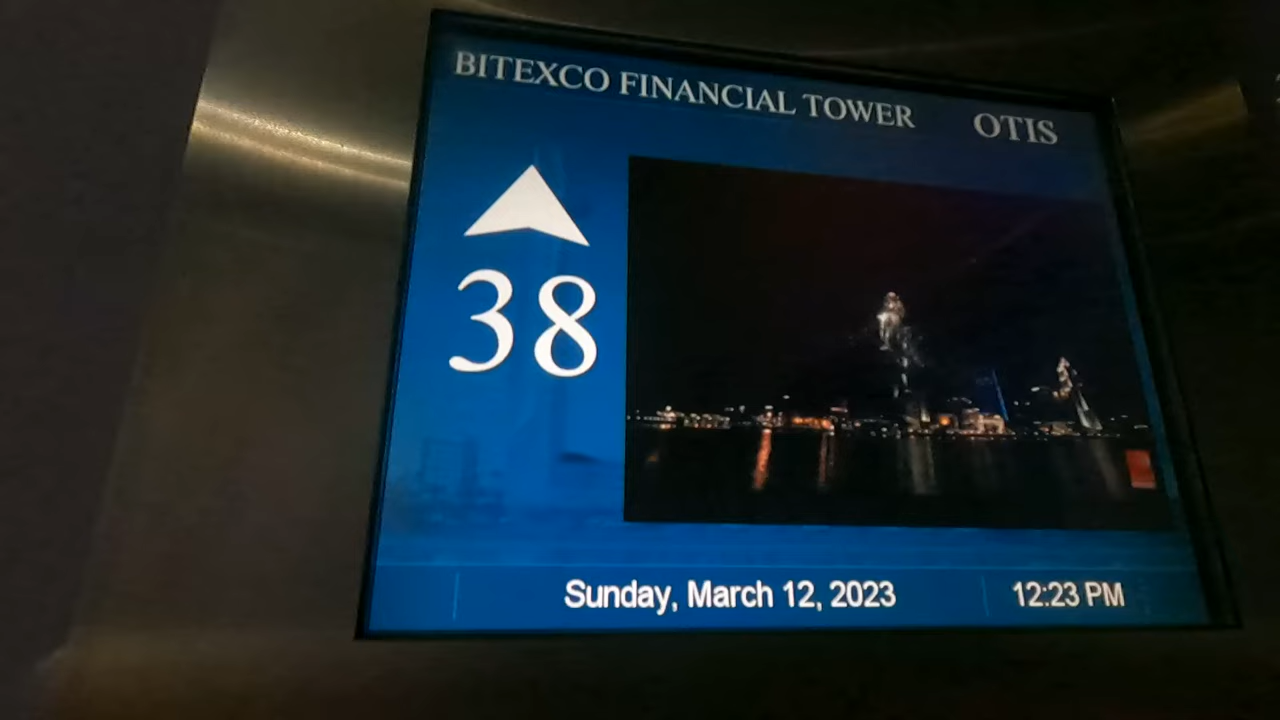 BITEXCO FINANCIAL TOWER OTIS
38
Sunday, March 12, 2023 12:23 PM